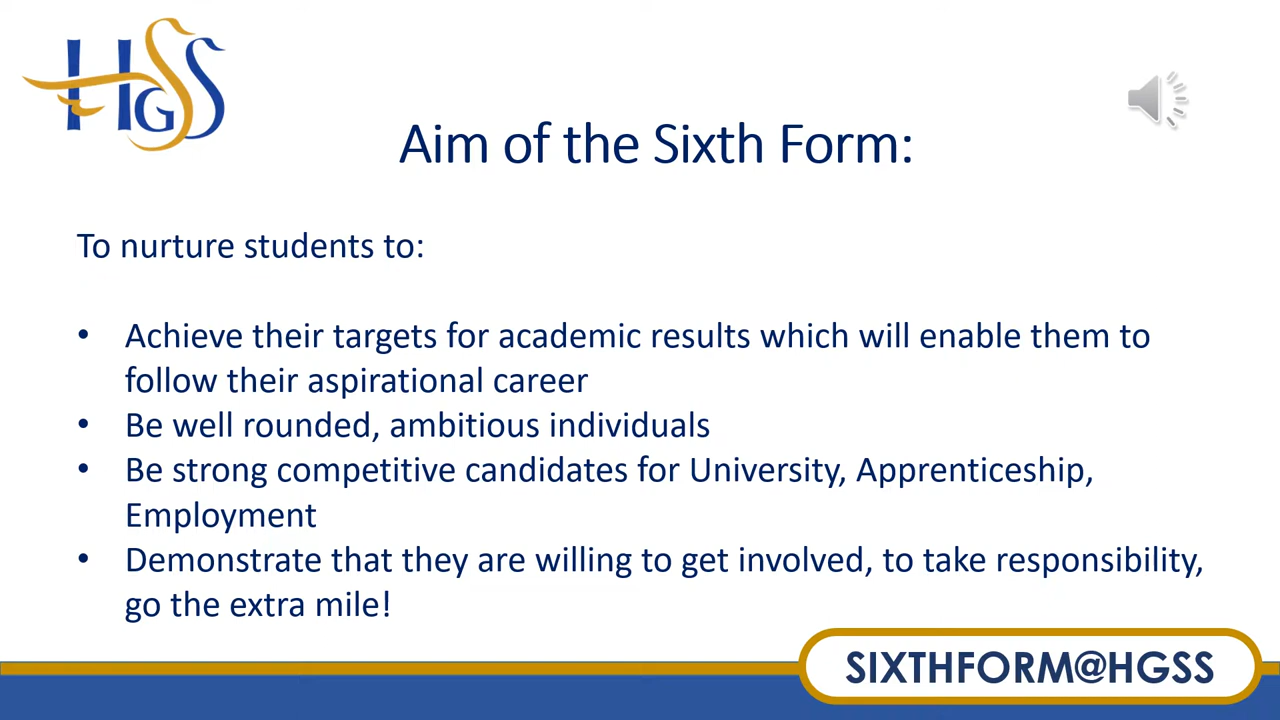 HGSS
Aim of the Sixth Form:
To nurture students to:
• Achieve their targets for academic results which will enable them to
follow their aspirational career
• Be well rounded, ambitious individuals
• Be strong competitive candidates for University, Apprenticeship,
Employment
• Demonstrate that they are willing to get involved, to take responsibility,
go the extra mile!
SIXTHFORM@HGSS